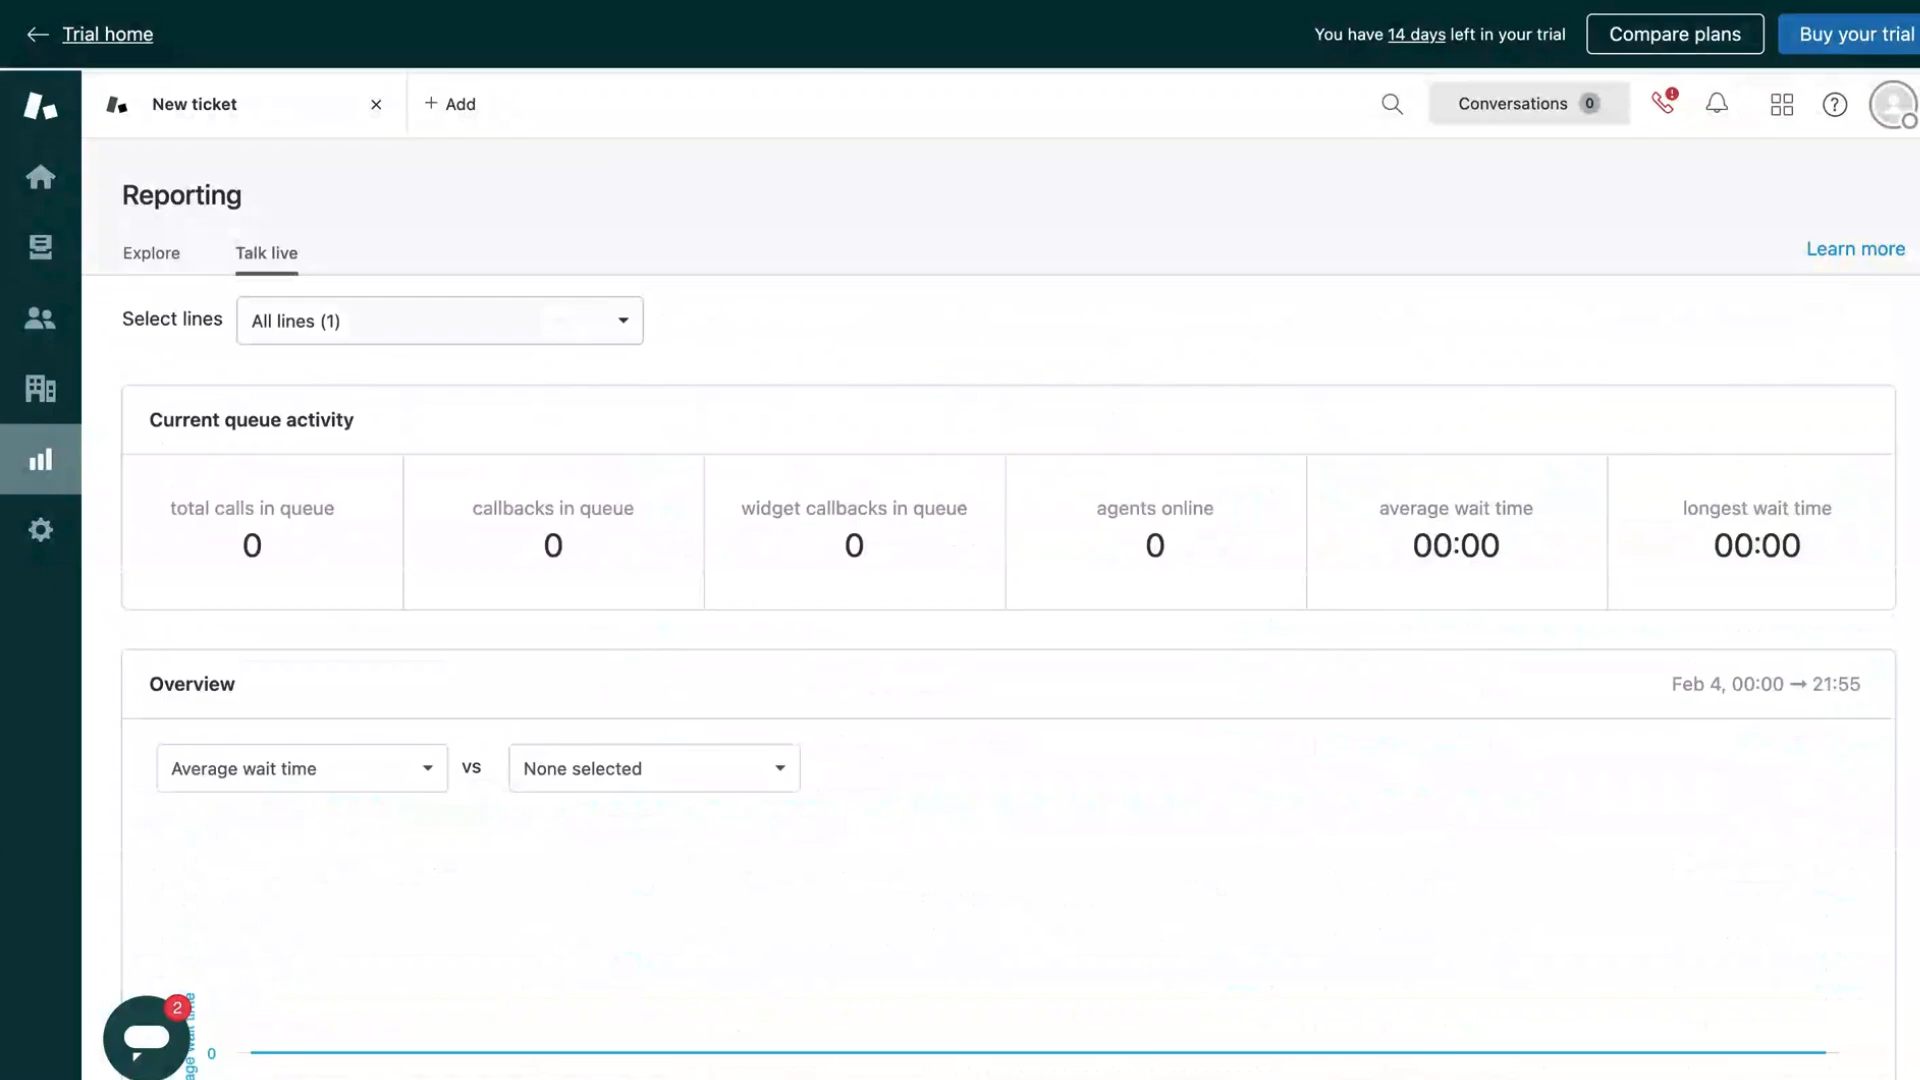 Trial home
You have 14 days left in your trial
Compare plans
Buy your trial
New ticket
+ Add
Conversations 0
Reporting
Explore
Talk live
Learn more
Select lines
All lines (1)
Current queue activity
total calls in queue
0
callbacks in queue
0
widget callbacks in queue
0
agents online
0
average wait time
00:00
longest wait time
00:00
Overview
Feb 4, 00:00 → 21:55
Average wait time
vs
None selected
2
0